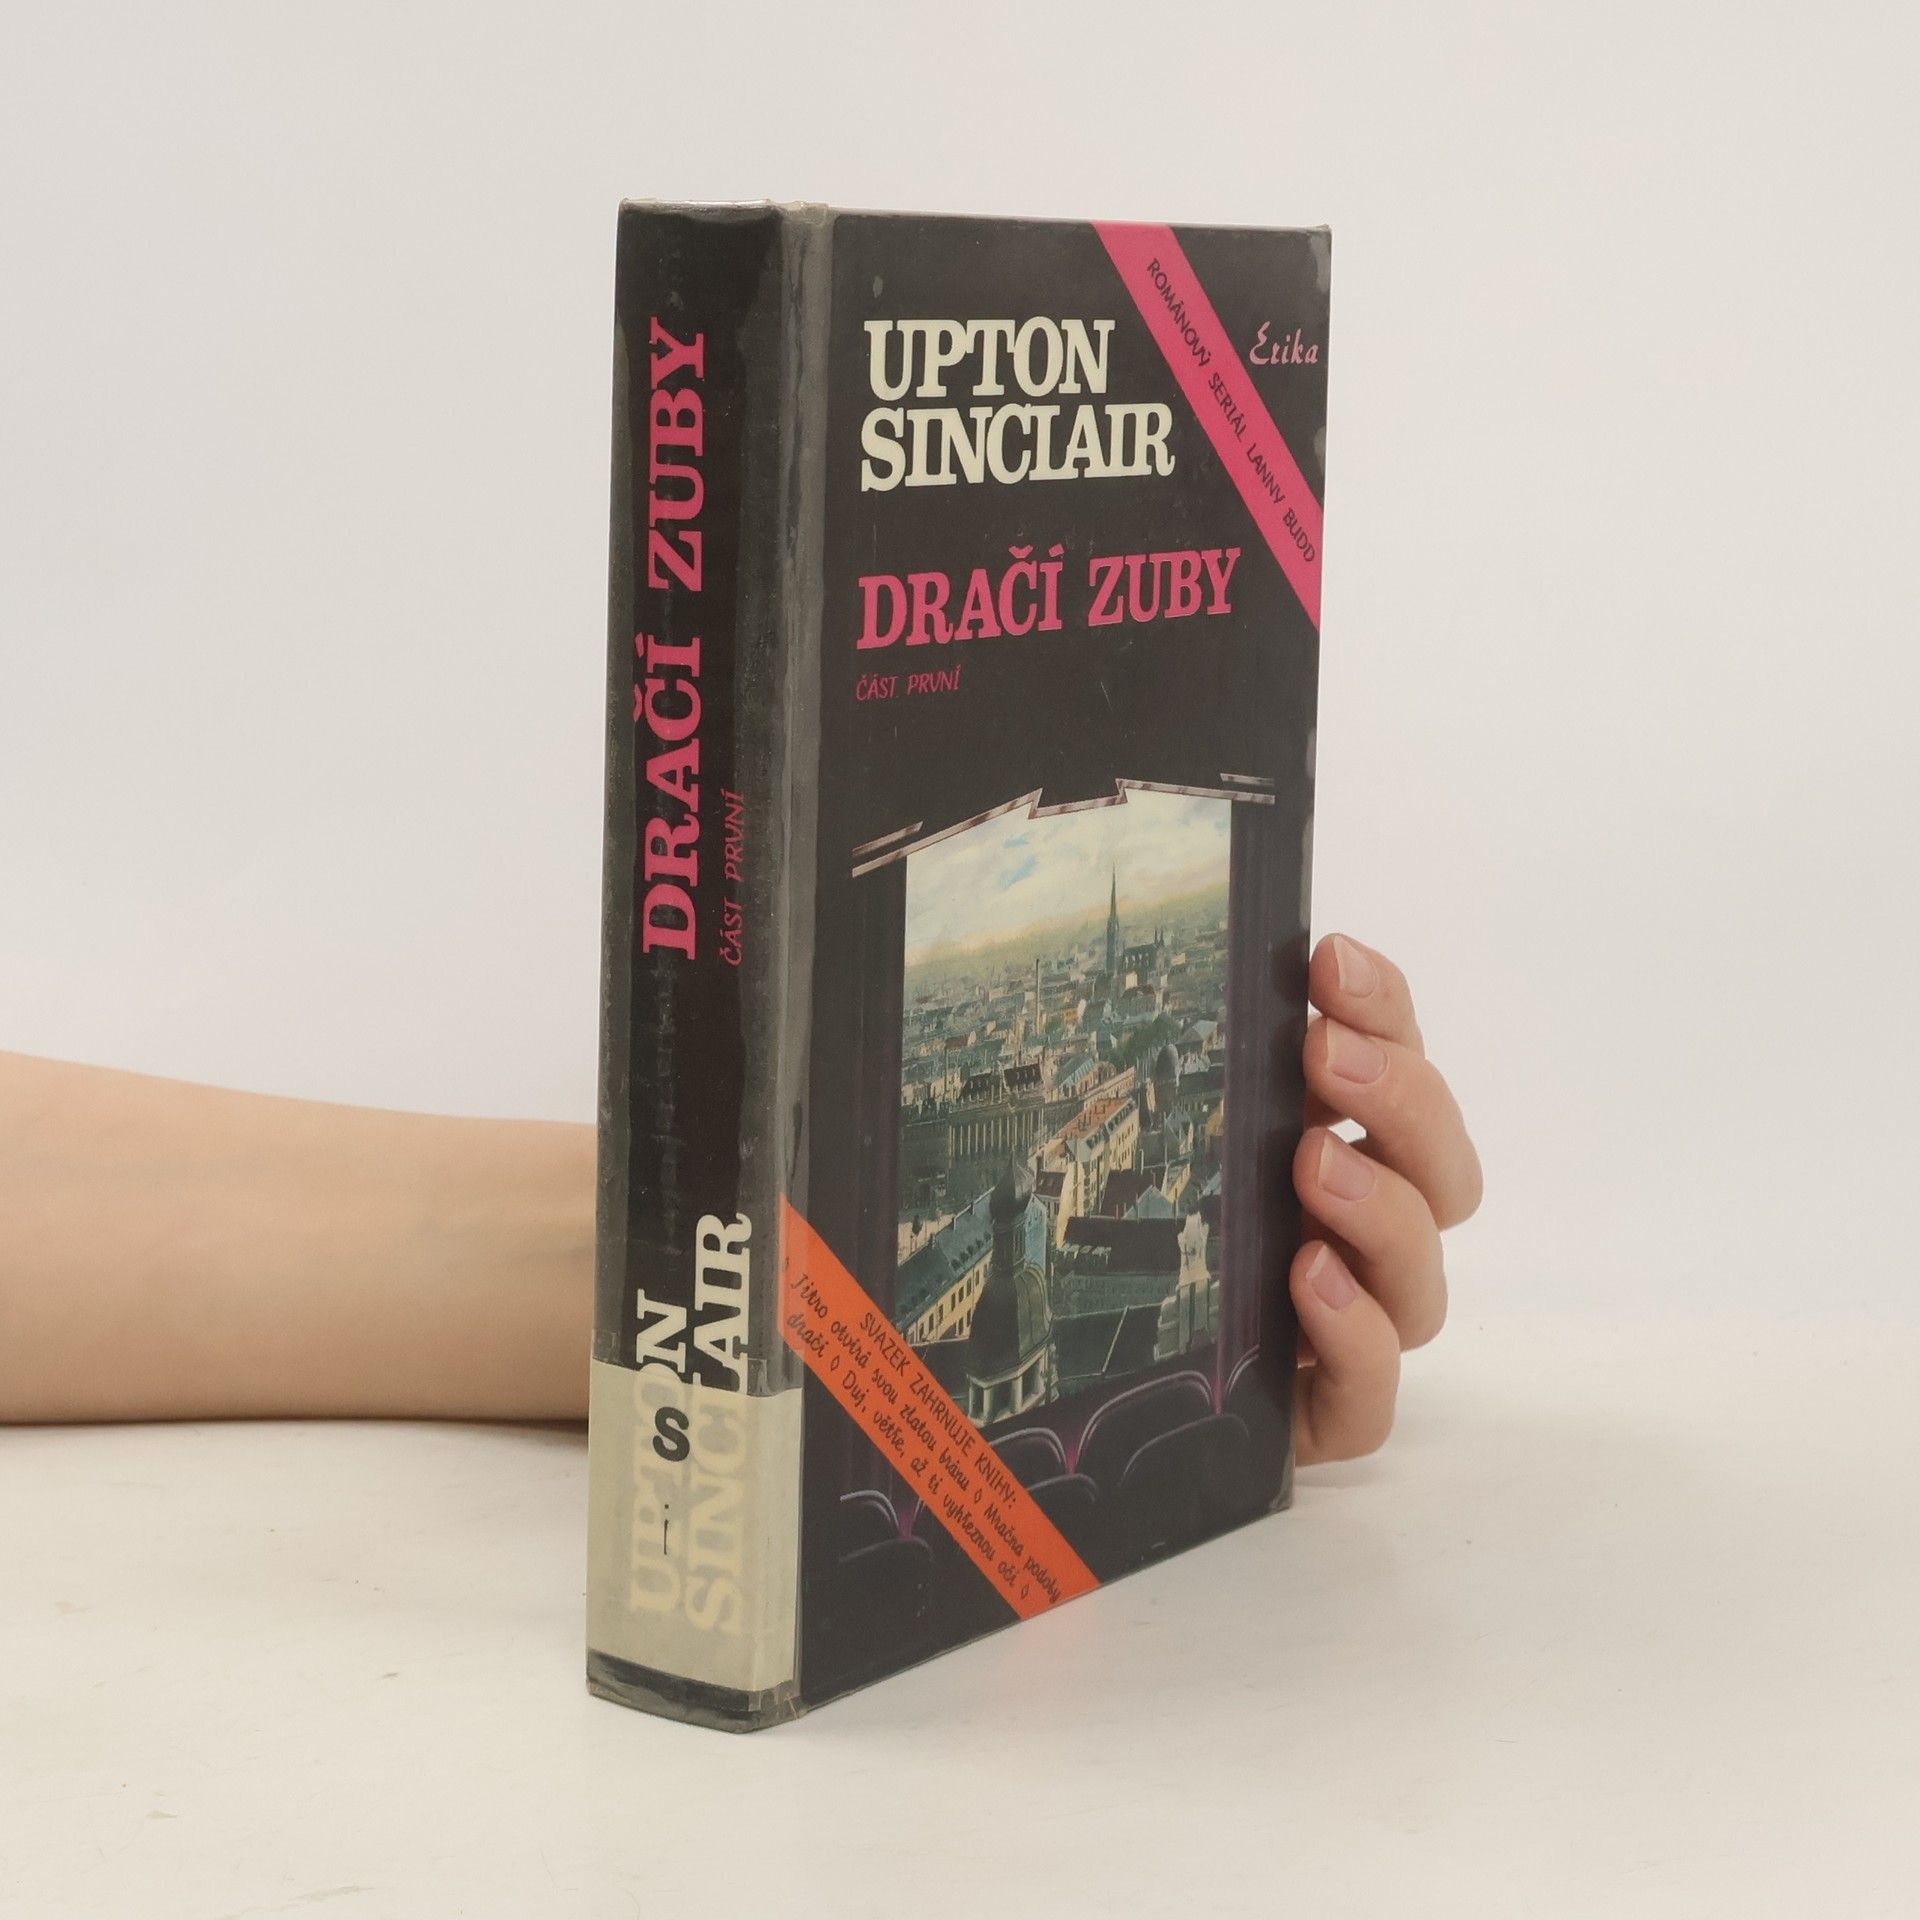 DRAČÍ ZUBY
ČÁST PRVNÍ
UPTON
SINCLAIR
S
i
UPTON
SINCLAIR
DRAČÍ ZUBY
ČÁST PRVNÍ
ROMÁNOVÝ SERIÁL LANNY BUDD
Erika
SVAZEK ZAHRNUJE KNIHY:
◊ Jitro otvírá svou zlatou bránu ◊ Mračna podoby
dračí ◊ Duj, větře, až ti vyhřeznou oči ◊